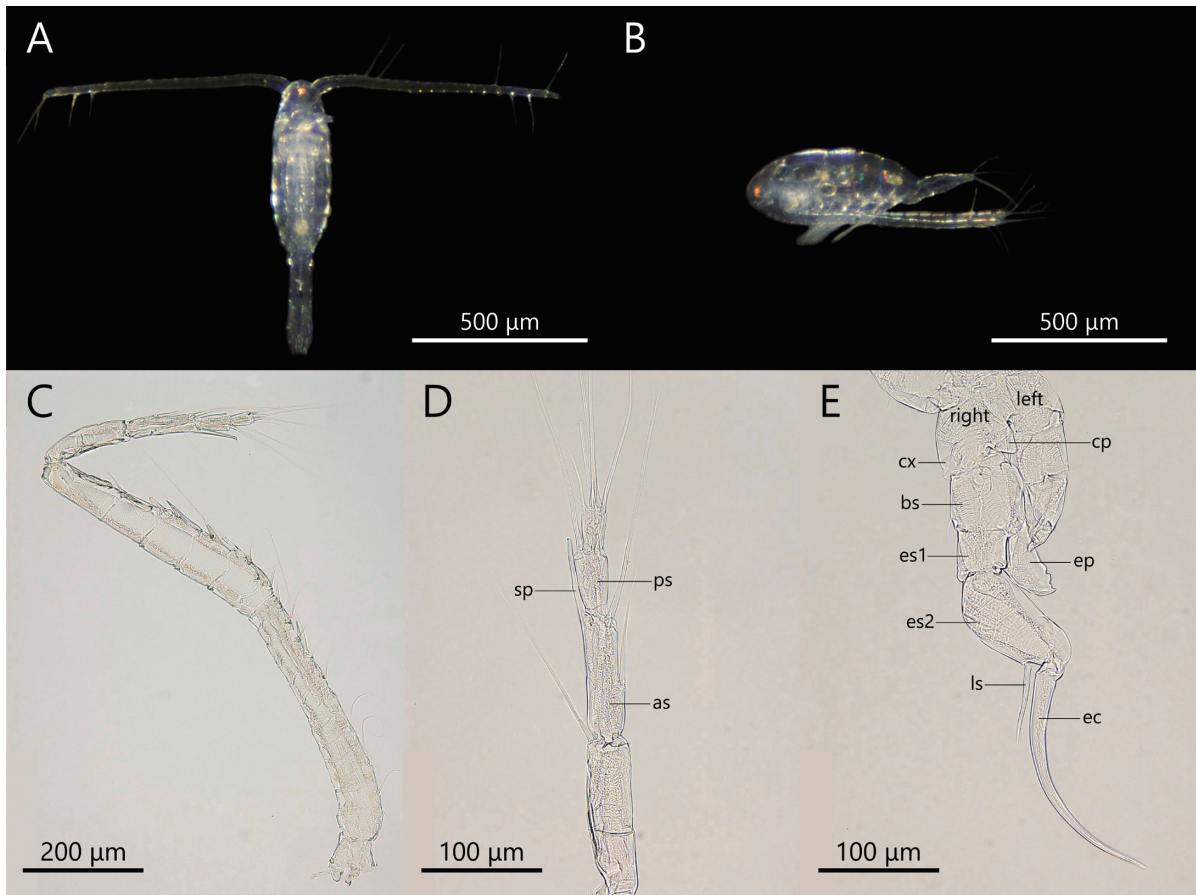 A
500 μm
B
500 μm
C
200 μm
D
sp
ps
as
100 μm
E
right
left
cp
cx
bs
es1
ep
es2
ls
ec
100 μm